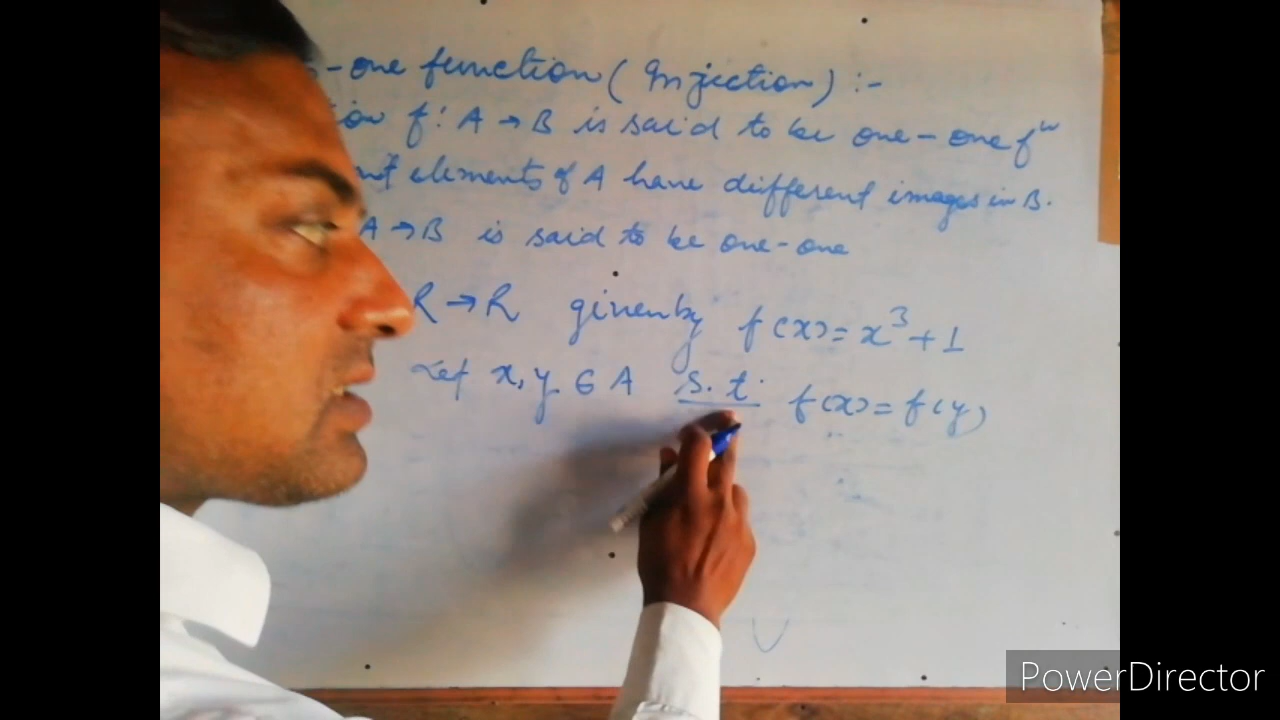 -one function (Injection) :-
f: A → B is said to be one-one fⁿ
elements of A have different images in B.
A → B is said to be one-one
R → R given by f(x) = x³ + 1
Let x, y ∈ A s.t. f(x) = f(y)
PowerDirector